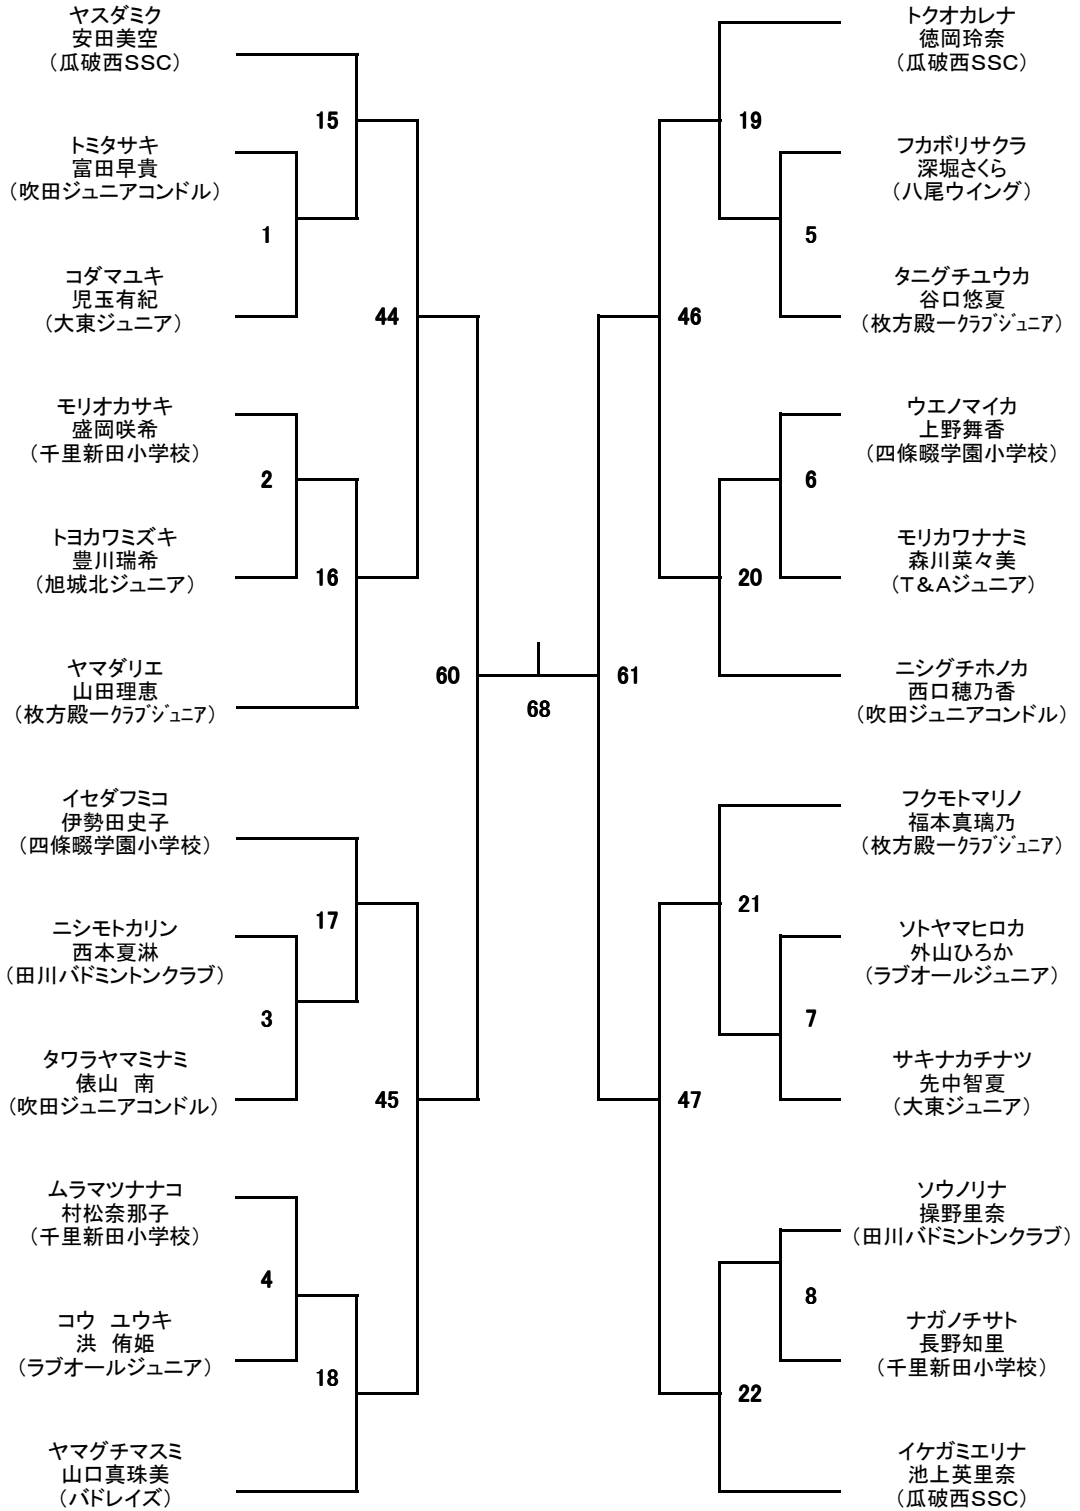 ヤスダミク
安田美空
（瓜破西SSC）
15
トミタサキ
富田早貴
（吹田ジュニアコンドル）
1
コダマユキ
児玉有紀
（大東ジュニア）
44
モリオカサキ
盛岡咲希
（千里新田小学校）
2
トヨカワミズキ
豊川瑞希
（旭城北ジュニア）
16
ヤマダリエ
山田理恵
（枚方殿一ｸﾗﾌﾞｼﾞｭﾆｱ）
60
イセダフミコ
伊勢田史子
（四條畷学園小学校）
17
ニシモトカリン
西本夏淋
（田川バドミントンクラブ）
3
タワラヤマミナミ
俵山　南
（吹田ジュニアコンドル）
45
ムラマツナナコ
村松奈那子
（千里新田小学校）
4
コウ　ユウキ
洪　侑姫
（ラブオールジュニア）
18
ヤマグチマスミ
山口真珠美
（バドレイズ）
68
トクオカレナ
徳岡玲奈
（瓜破西SSC）
19
フカボリサクラ
深堀さくら
（八尾ウイング）
5
タニグチユウカ
谷口悠夏
（枚方殿一ｸﾗﾌﾞｼﾞｭﾆｱ）
46
ウエノマイカ
上野舞香
（四條畷学園小学校）
6
モリカワナナミ
森川菜々美
（T＆Aジュニア）
20
ニシグチホノカ
西口穂乃香
（吹田ジュニアコンドル）
61
フクモトマリノ
福本真璃乃
（枚方殿一ｸﾗﾌﾞｼﾞｭﾆｱ）
21
ソトヤマヒロカ
外山ひろか
（ラブオールジュニア）
7
サキナカチナツ
先中智夏
（大東ジュニア）
47
ソウノリナ
操野里奈
（田川バドミントンクラブ）
8
ナガノチサト
長野知里
（千里新田小学校）
22
イケガミエリナ
池上英里奈
（瓜破西SSC）